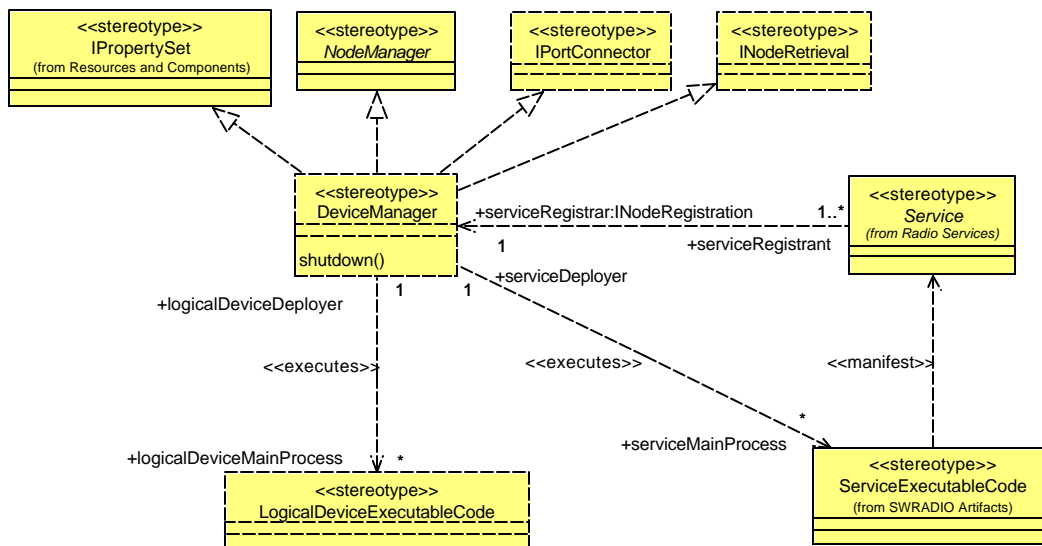 <<stereotype>>
IPropertySet
(from Resources and Components)
<<stereotype>>
NodeManager
<<stereotype>>
IPortConnector
<<stereotype>>
INodeRetrieval
<<stereotype>>
DeviceManager
shutdown()
+serviceRegistrar:INodeRegistration
1
1..*
+serviceRegistrant
<<stereotype>>
Service
(from Radio Services)
+logicalDeviceDeployer
1
1
+serviceDeployer
<<executes>>
<<executes>>
<<manifest>>
+logicalDeviceMainProcess
*
*
+serviceMainProcess
<<stereotype>>
LogicalDeviceExecutableCode
<<stereotype>>
ServiceExecutableCode
(from SWRADIO Artifacts)